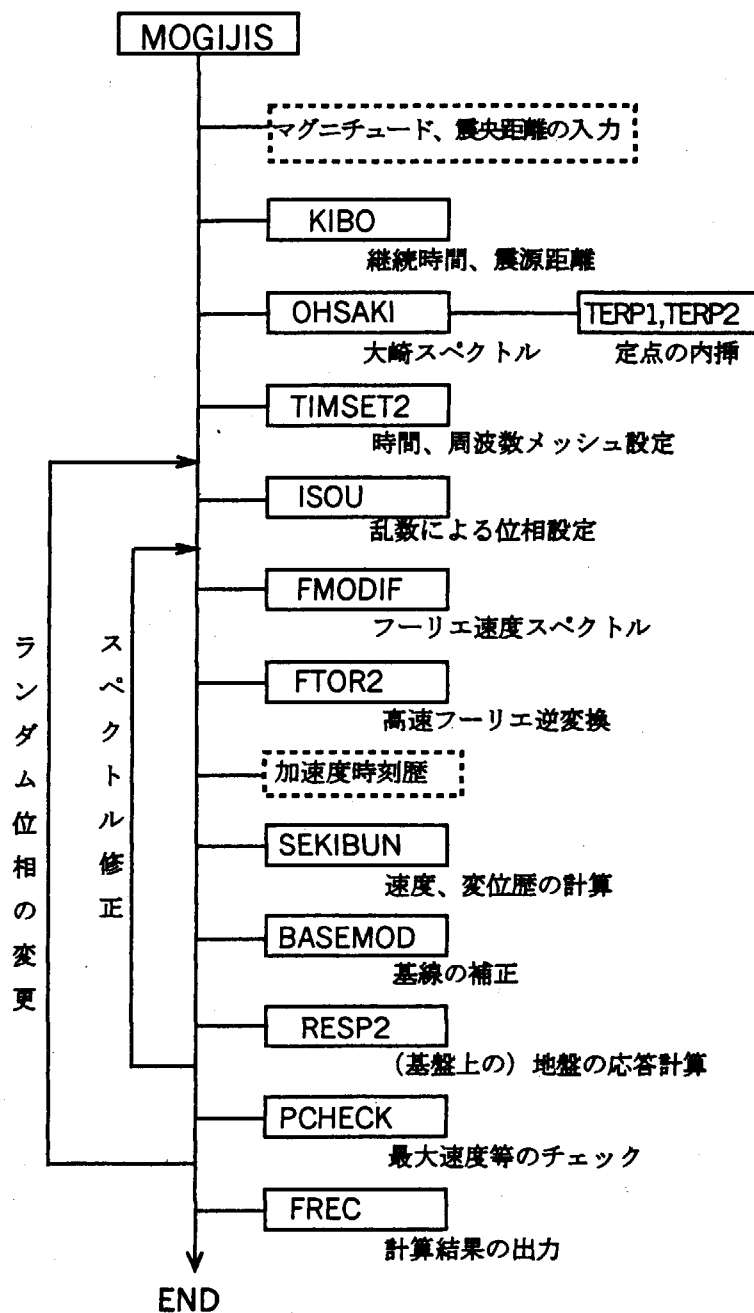 MOGIJIS
マグニチュード、震央距離の入力
KIBO
継続時間、震源距離
OHSAKI
TERP1,TERP2
大崎スペクトル
定点の内挿
TIMSET2
時間、周波数メッシュ設定
ISOU
乱数による位相設定
FMODIF
フーリエ速度スペクトル
FTOR2
高速フーリエ逆変換
加速度時刻歴
SEKIBUN
速度、変位歴の計算
BASEMOD
基線の補正
RESP2
(基盤上の) 地盤の応答計算
PCHECK
最大速度等のチェック
FREC
計算結果の出力
END
ランダム位相の変更
スペクトル修正